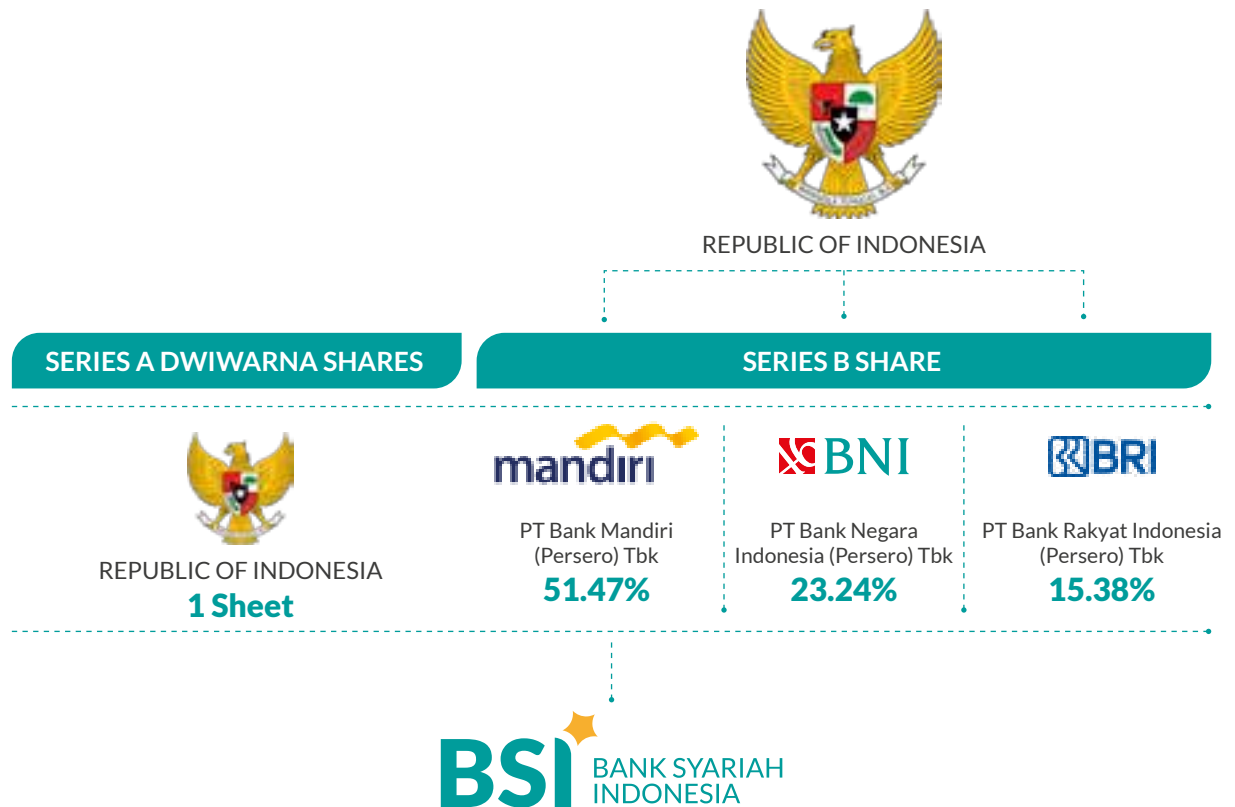 REPUBLIC OF INDONESIA
SERIES A DWIWARNA SHARES
SERIES B SHARE
REPUBLIC OF INDONESIA
1 Sheet
mandiri
PT Bank Mandiri
(Persero) Tbk
51.47%
BNI
PT Bank Negara
Indonesia (Persero) Tbk
23.24%
BRI
PT Bank Rakyat Indonesia
(Persero) Tbk
15.38%
BSI
BANK SYARIAH
INDONESIA